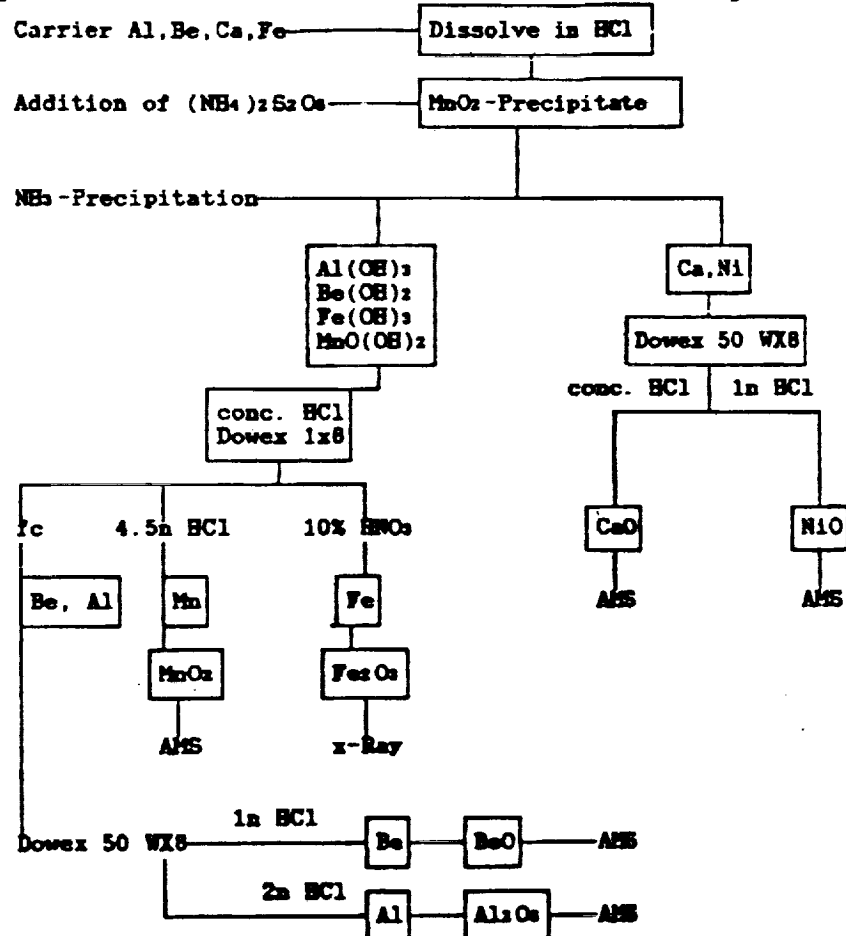 Carrier Al,Be,Ca,Fe
Dissolve in HCl
Addition of (NH4)2S2O8
MnO2-Precipitate
NH3-Precipitation
Al(OH)3
Be(OH)2
Fe(OH)3
MnO(OH)2
Ca,Ni
Dowex 50 WX8
conc. HCl 1n HCl
conc. HCl
Dowex 1x8
4.5n HCl 10% HNO3
CaO NiO
AMS AMS
Be, Al Mn Fe
MnO2 Fe2O3
AMS x-Ray
1n HCl
Dowex 50 WX8 Be BeO AMS
2n HCl
Al Al2O3 AMS